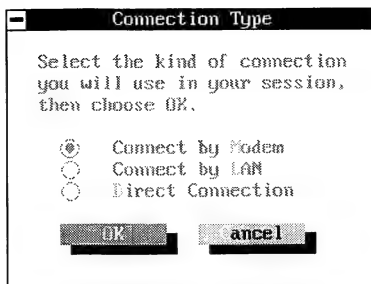 Connection Type
Select the kind of connection
you will use in your session,
then choose OK.
Connect by Modem
Connect by LAN
Direct Connection
OK Cancel